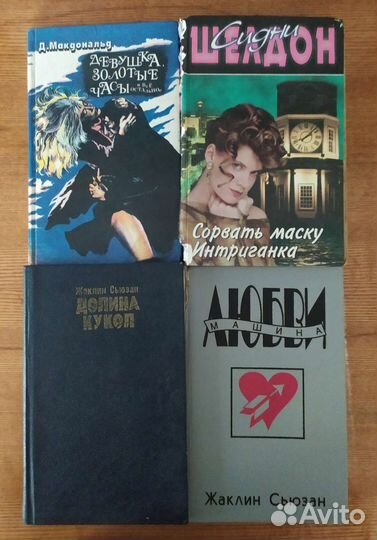 Д. Макдональд
ДЕВУШКА,
ЗОЛОТЫЕ
ЧАСЫ
и ВСЁ
ОСТАЛЬНОЕ
Сидни
ШЕЛДОН
Сорвать маску
Интриганка
Жаклин Сьюзан
ДОЛИНА
КУКОЛ
ЛЮБВИ
МАШИНА
Жаклин Сьюзан
Avito